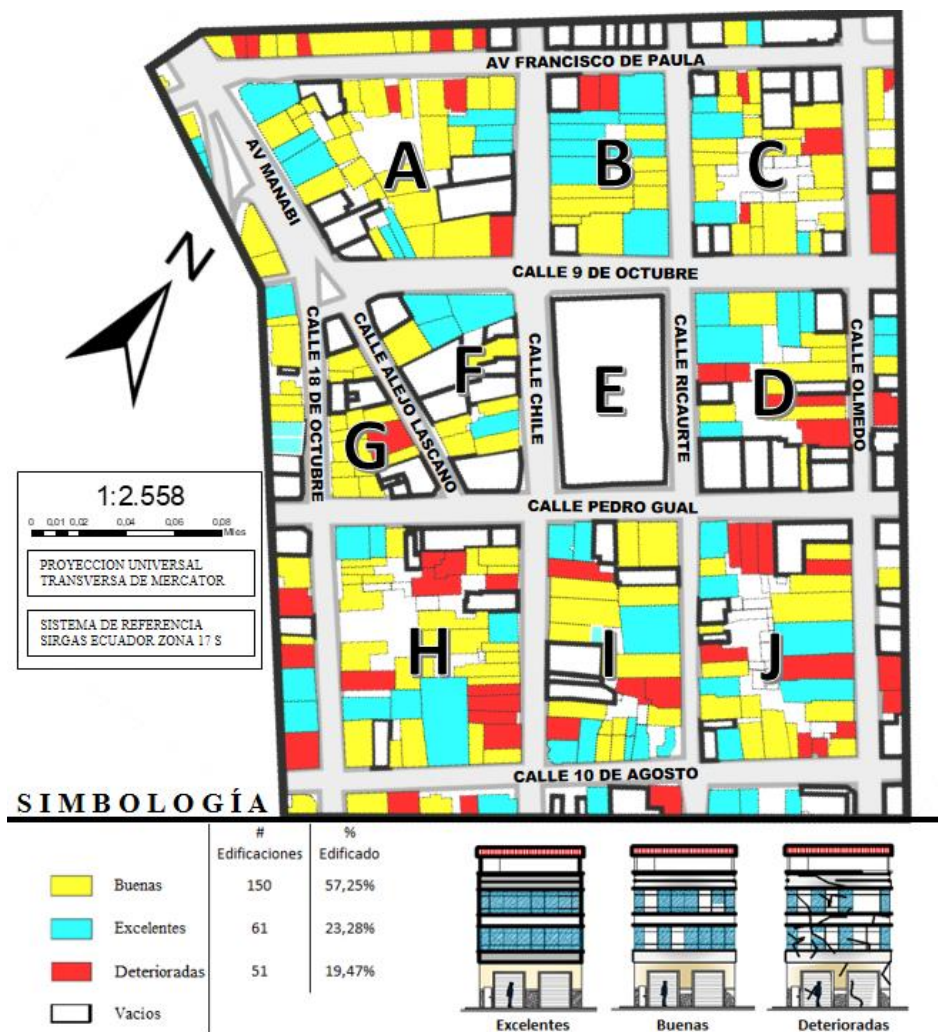 AV FRANCISCO DE PAULA
AV MANABI
A
B
C
N
CALLE 9 DE OCTUBRE
CALLE 18 DE OCTUBRE
CALLE ALEJO LASCANO
CALLE CHILE
CALLE RICAURTE
CALLE OLMEDO
F
E
D
G
CALLE PEDRO GUAL
1:2.558
0 0,01 0,02 0,04 0,06 0,08
Miles
PROYECCION UNIVERSAL
TRANSVERSA DE MERCATOR
SISTEMA DE REFERENCIA
SIRGAS ECUADOR ZONA 17 S
H
I
J
CALLE 10 DE AGOSTO
SIMBOLOGÍA
# %
Edificaciones Edificado
Buenas 150 57,25%
Excelentes 61 23,28%
Deterioradas 51 19,47%
Vacios
Excelentes Buenas Deterioradas